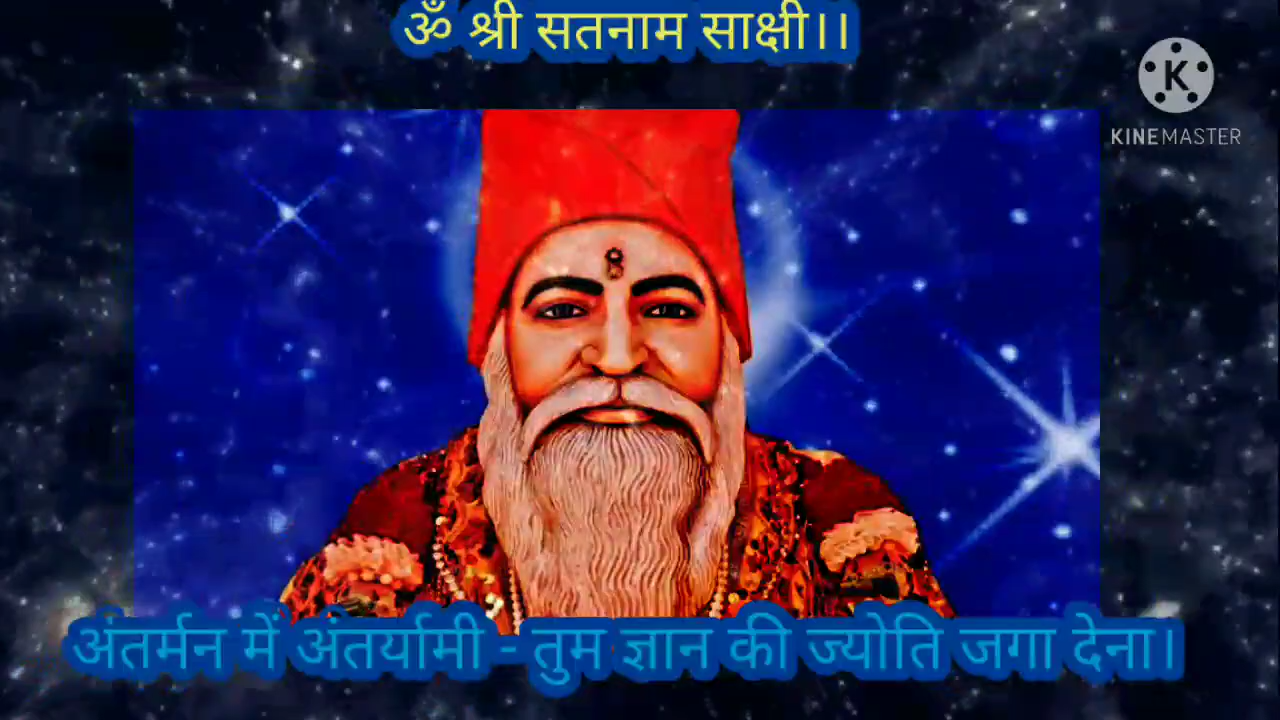 ॐ श्री सतनाम साक्षी।।
KINEMASTER
अंतर्मन में अंतर्यामी - तुम ज्ञान की ज्योति जगा देना।